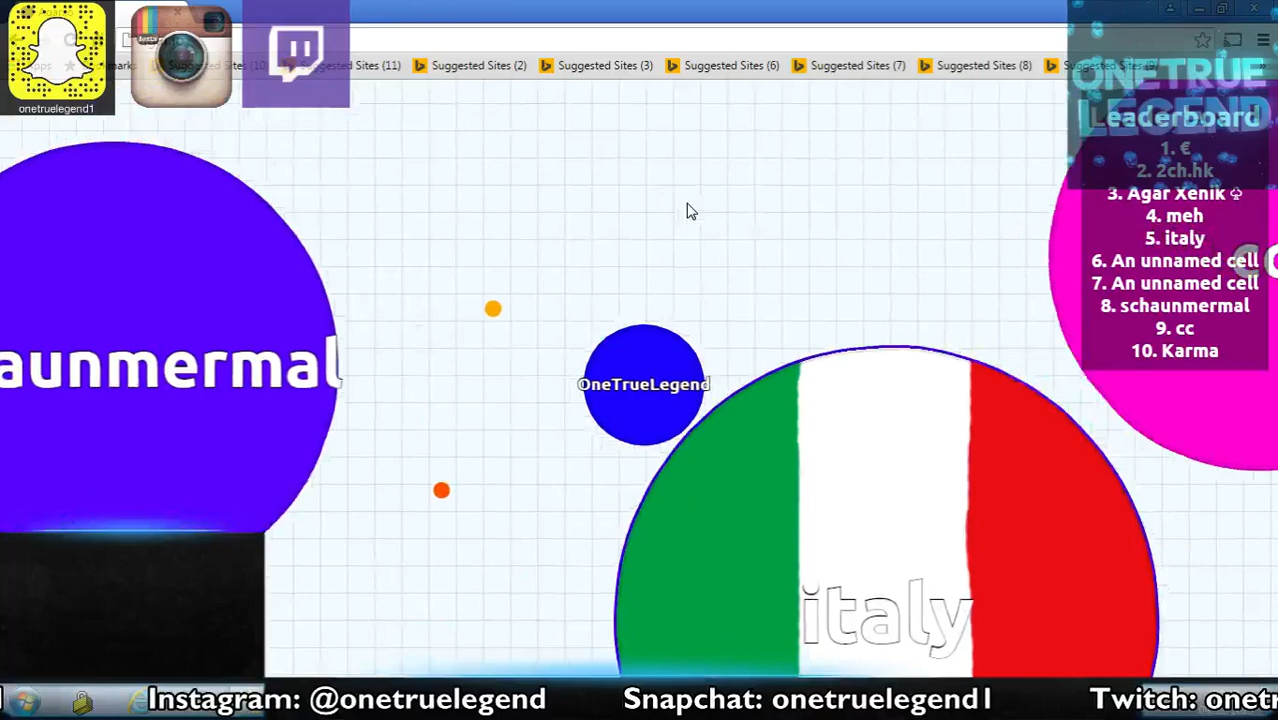 onetruelegend1
Suggested Sites (11)
Suggested Sites (2)
Suggested Sites (3)
Suggested Sites (6)
Suggested Sites (7)
Suggested Sites (8)
ONETRUE
LEGEND
Leaderboard
1. €
2. 2ch.hk
3. Agar Xenik ♧
4. meh
5. italy
6. An unnamed cell
7. An unnamed cell
8. schaunmermal
9. cc
10. Karma
aunmermal
OneTrueLegend
italy
Instagram: @onetruelegend Snapchat: onetruelegend1 Twitch: onetr